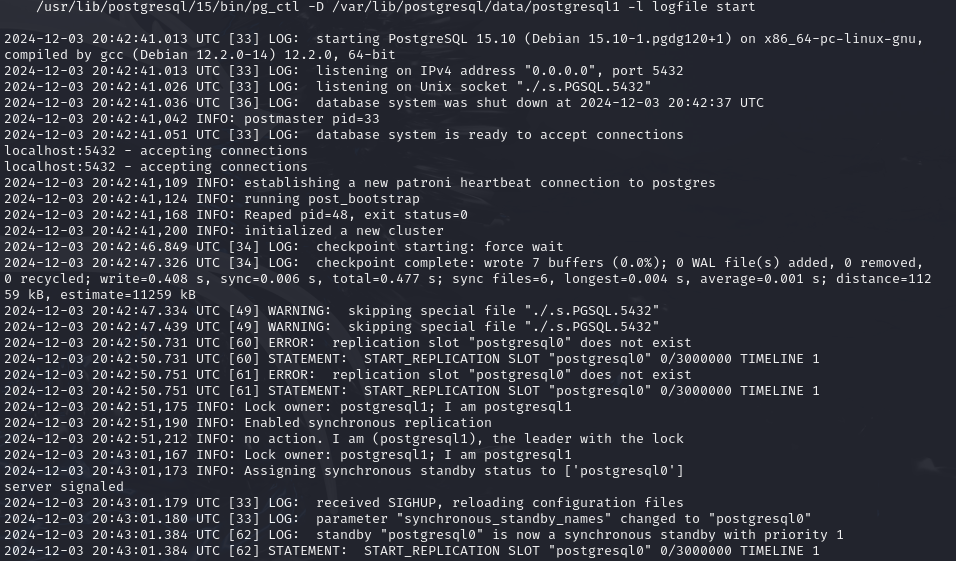 /usr/lib/postgresql/15/bin/pg_ctl -D /var/lib/postgresql/data/postgresql1 -l logfile start
2024-12-03 20:42:41.013 UTC [33] LOG:  starting PostgreSQL 15.10 (Debian 15.10-1.pgdg120+1) on x86_64-pc-linux-gnu,
compiled by gcc (Debian 12.2.0-14) 12.2.0, 64-bit
2024-12-03 20:42:41.013 UTC [33] LOG:  listening on IPv4 address "0.0.0.0", port 5432
2024-12-03 20:42:41.026 UTC [33] LOG:  listening on Unix socket "./.s.PGSQL.5432"
2024-12-03 20:42:41.036 UTC [36] LOG:  database system was shut down at 2024-12-03 20:42:37 UTC
2024-12-03 20:42:41,042 INFO: postmaster pid=33
2024-12-03 20:42:41.051 UTC [33] LOG:  database system is ready to accept connections
localhost:5432 - accepting connections
localhost:5432 - accepting connections
2024-12-03 20:42:41,109 INFO: establishing a new patroni heartbeat connection to postgres
2024-12-03 20:42:41,124 INFO: running post_bootstrap
2024-12-03 20:42:41,168 INFO: Reaped pid=48, exit status=0
2024-12-03 20:42:41,200 INFO: initialized a new cluster
2024-12-03 20:42:46.849 UTC [34] LOG:  checkpoint starting: force wait
2024-12-03 20:42:47.326 UTC [34] LOG:  checkpoint complete: wrote 7 buffers (0.0%); 0 WAL file(s) added, 0 removed,
0 recycled; write=0.408 s, sync=0.006 s, total=0.477 s; sync files=6, longest=0.004 s, average=0.001 s; distance=112
59 kB, estimate=11259 kB
2024-12-03 20:42:47.334 UTC [49] WARNING:  skipping special file "./.s.PGSQL.5432"
2024-12-03 20:42:47.439 UTC [49] WARNING:  skipping special file "./.s.PGSQL.5432"
2024-12-03 20:42:50.731 UTC [60] ERROR:  replication slot "postgresql0" does not exist
2024-12-03 20:42:50.731 UTC [60] STATEMENT:  START_REPLICATION SLOT "postgresql0" 0/3000000 TIMELINE 1
2024-12-03 20:42:50.751 UTC [61] ERROR:  replication slot "postgresql0" does not exist
2024-12-03 20:42:50.751 UTC [61] STATEMENT:  START_REPLICATION SLOT "postgresql0" 0/3000000 TIMELINE 1
2024-12-03 20:42:51,175 INFO: Lock owner: postgresql1; I am postgresql1
2024-12-03 20:42:51,190 INFO: Enabled synchronous replication
2024-12-03 20:42:51,212 INFO: no action. I am (postgresql1), the leader with the lock
2024-12-03 20:43:01,167 INFO: Lock owner: postgresql1; I am postgresql1
2024-12-03 20:43:01,173 INFO: Assigning synchronous standby status to ['postgresql0']
server signaled
2024-12-03 20:43:01.179 UTC [33] LOG:  received SIGHUP, reloading configuration files
2024-12-03 20:43:01.180 UTC [33] LOG:  parameter "synchronous_standby_names" changed to "postgresql0"
2024-12-03 20:43:01.384 UTC [62] LOG:  standby "postgresql0" is now a synchronous standby with priority 1
2024-12-03 20:43:01.384 UTC [62] STATEMENT:  START_REPLICATION SLOT "postgresql0" 0/3000000 TIMELINE 1